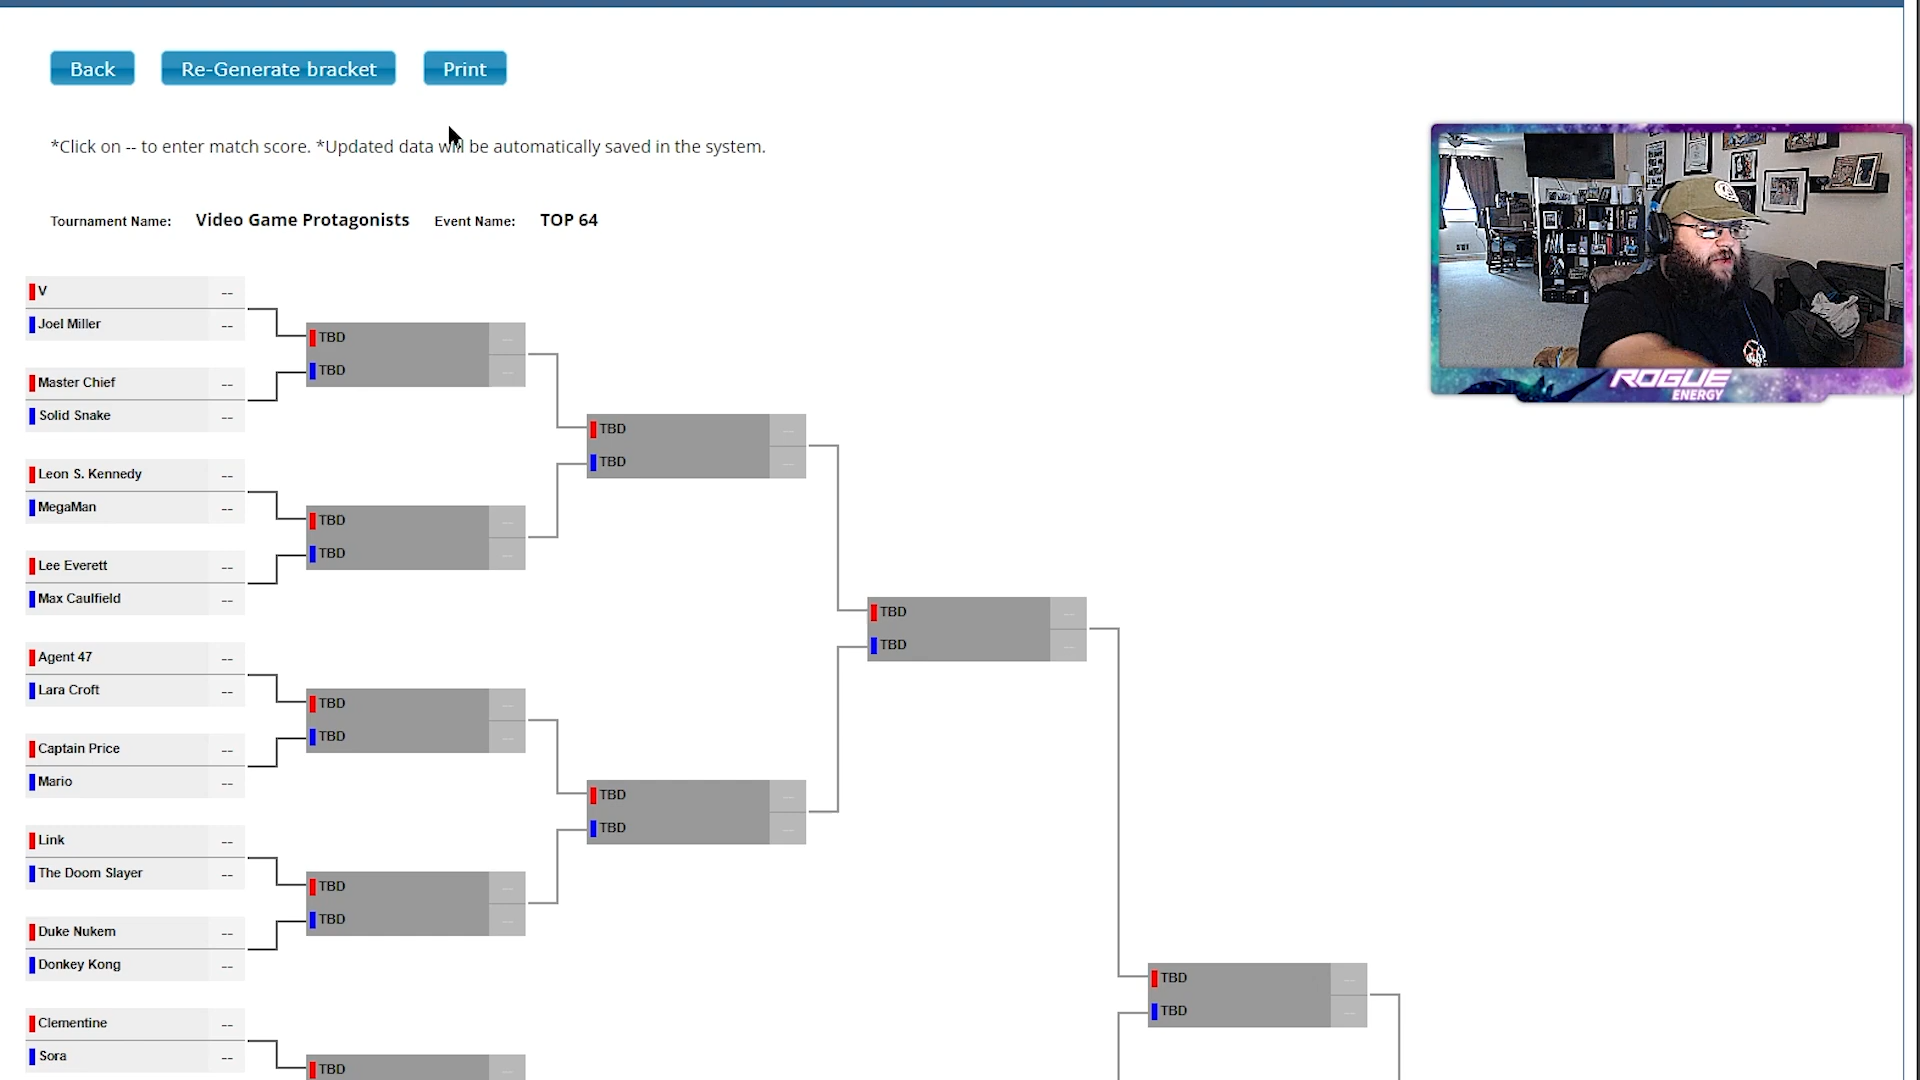 Back Re-Generate bracket Print
*Click on -- to enter match score. *Updated data will be automatically saved in the system.
Tournament Name: Video Game Protagonists Event Name: TOP 64
V --
Joel Miller --
TBD --
TBD --
Master Chief --
Solid Snake --
TBD --
TBD --
Leon S. Kennedy --
MegaMan --
TBD --
TBD --
Lee Everett --
Max Caulfield --
TBD --
TBD --
Agent 47 --
Lara Croft --
TBD --
TBD --
Captain Price --
Mario --
TBD --
TBD --
Link --
The Doom Slayer --
TBD --
TBD --
Duke Nukem --
Donkey Kong --
TBD --
TBD --
Clementine --
Sora --
TBD
ROGUE
ENERGY